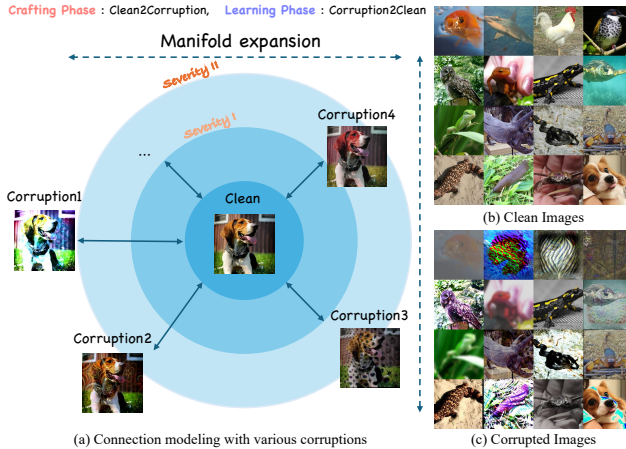 Crafting Phase : Clean2Corruption, Learning Phase : Corruption2Clean
Manifold expansion
Severity II
Severity I
Corruption4
...
Clean
Corruption1
Corruption3
Corruption2
(a) Connection modeling with various corruptions
(b) Clean Images
(c) Corrupted Images